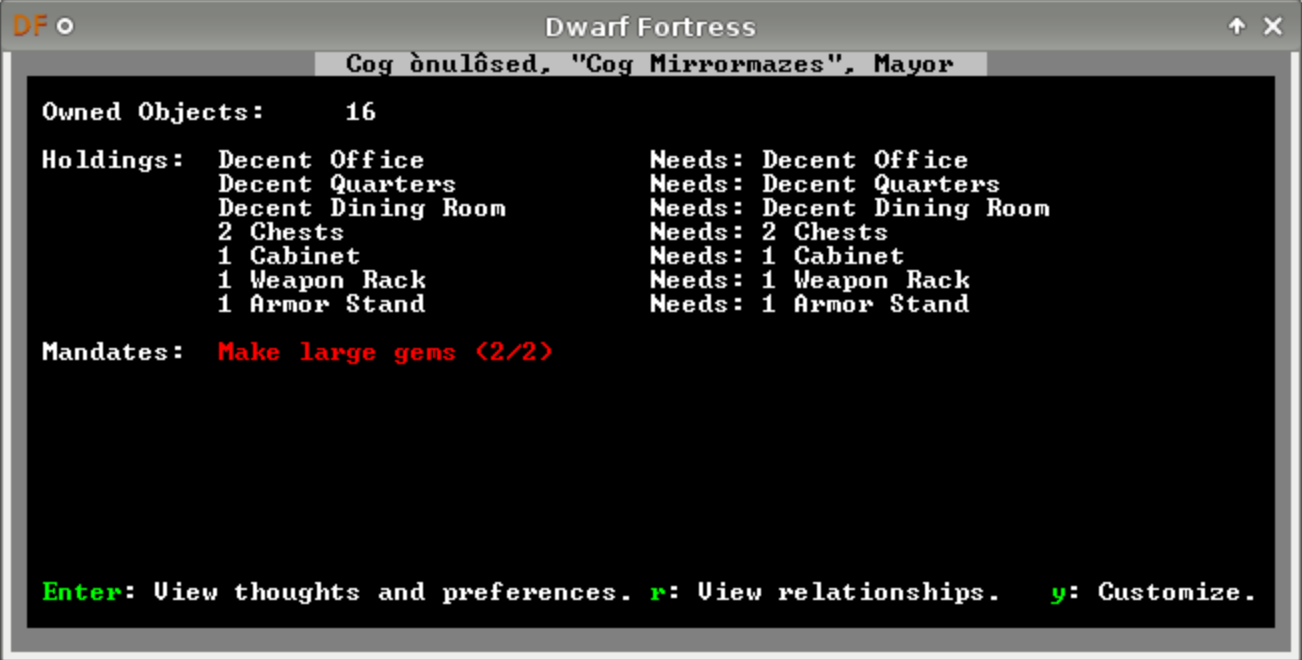 DF Dwarf Fortress
Cog ònulôsed, "Cog Mirrormazes", Mayor
Owned Objects: 16
Holdings: Decent Office Needs: Decent Office
Decent Quarters Needs: Decent Quarters
Decent Dining Room Needs: Decent Dining Room
2 Chests Needs: 2 Chests
1 Cabinet Needs: 1 Cabinet
1 Weapon Rack Needs: 1 Weapon Rack
1 Armor Stand Needs: 1 Armor Stand
Mandates: Make large gems (2/2)
Enter: View thoughts and preferences. r: View relationships. y: Customize.